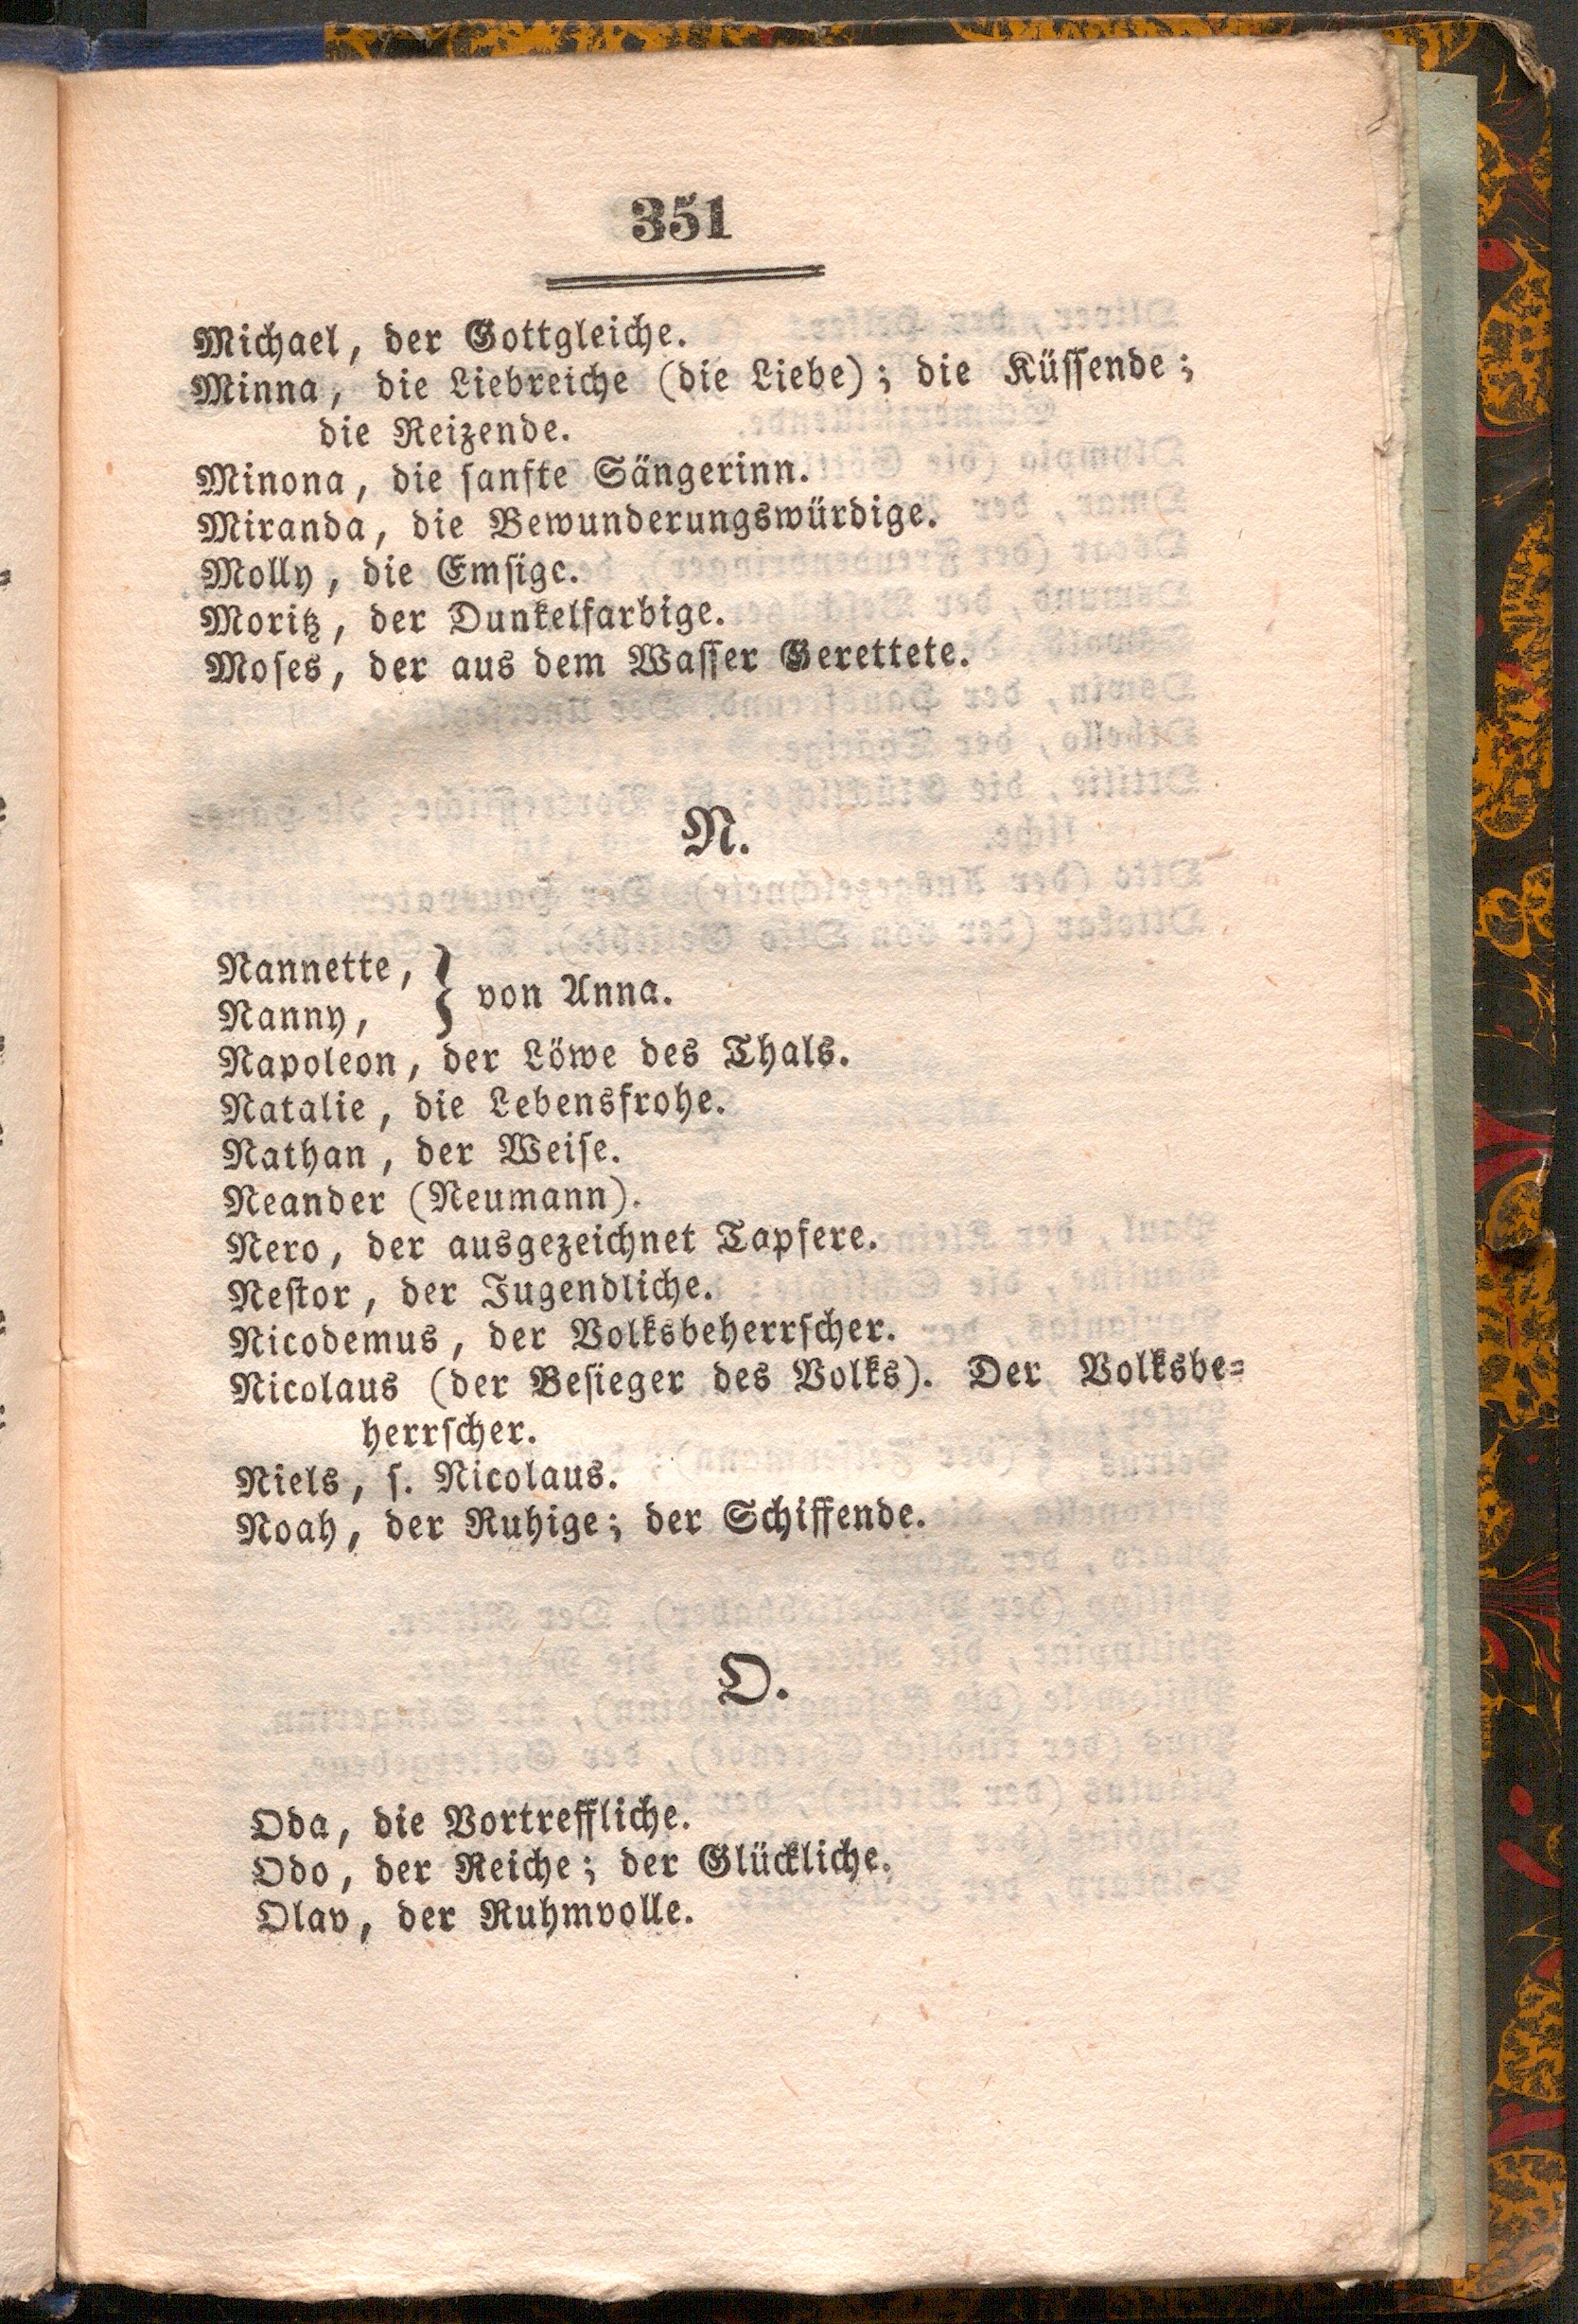 351
Michael, der Gottgleiche.
Minna, die Liebreiche (die Liebe); die Küssende;
die Reizende.
Minona, die sanfte Sängerinn.
Miranda, die Bewunderungswürdige.
Molly, die Emsige.
Moritz, der Dunkelfarbige.
Moses, der aus dem Wasser Gerettete.
N.
Nannette,
Nanny, } von Anna.
Napoleon, der Löwe des Thals.
Natalie, die Lebensfrohe.
Nathan, der Weise.
Neander (Neumann).
Nero, der ausgezeichnet Tapfere.
Nestor, der Jugendliche.
Nicodemus, der Volksbeherrscher.
Nicolaus (der Besieger des Volks). Der Volksbe=
herrscher.
Niels, s. Nicolaus.
Noah, der Ruhige; der Schiffende.
O.
Oda, die Vortreffliche.
Odo, der Reiche; der Glückliche.
Olav, der Ruhmvolle.